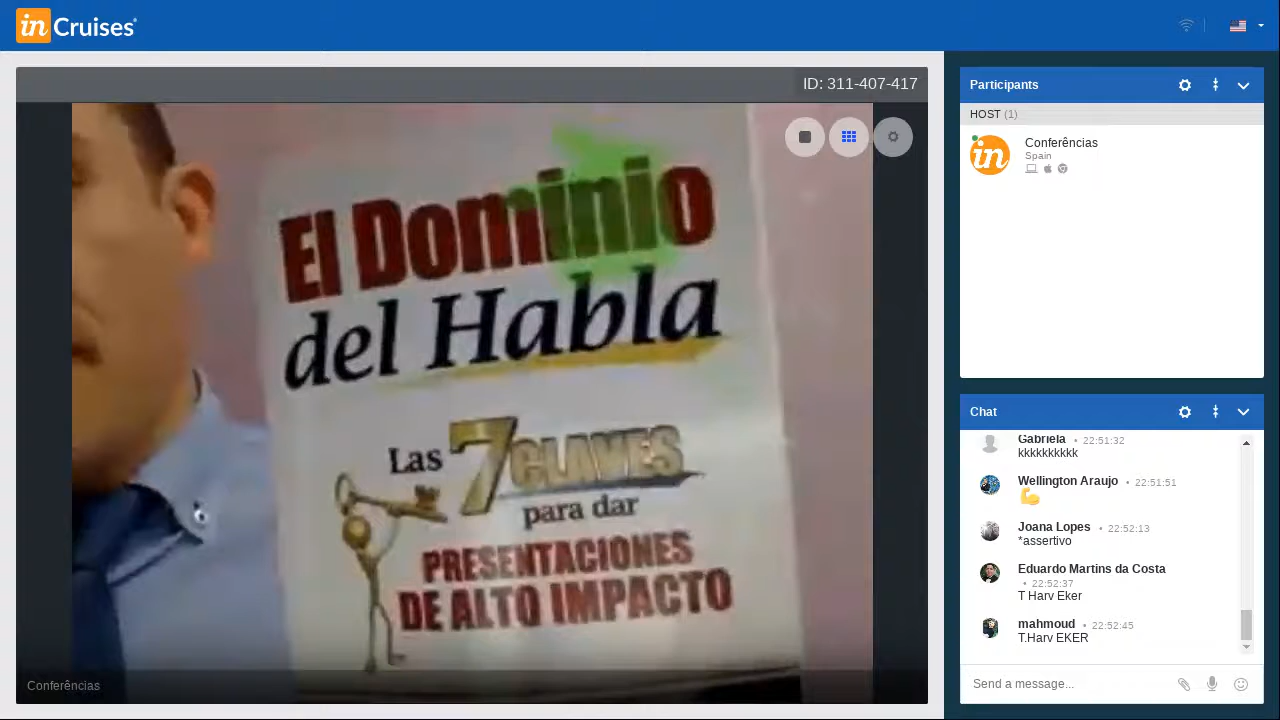 in Cruises®
ID: 311-407-417
El Dominio
del Habla
Las 7 CLAVES
para dar
PRESENTACIONES
DE ALTO IMPACTO
Conferências
Participants
HOST (1)
in
Conferências
Spain
Chat
Gabriela • 22:51:32
kkkkkkkkkk
Wellington Araujo • 22:51:51
Joana Lopes • 22:52:13
*assertivo
Eduardo Martins da Costa
• 22:52:37
T Harv Eker
mahmoud • 22:52:45
T.Harv EKER
Send a message...